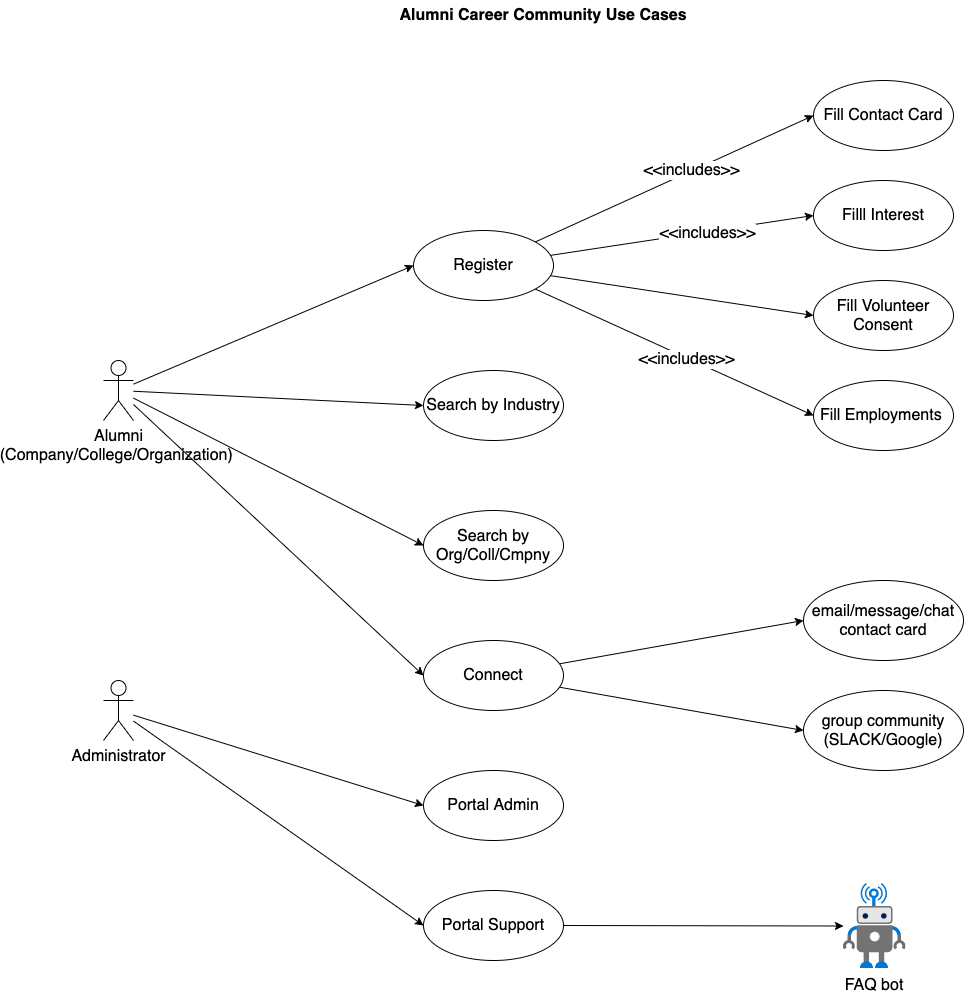 Alumni Career Community Use Cases
Fill Contact Card
<<includes>>
Filll Interest
<<includes>>
Register
Fill Volunteer
Consent
<<includes>>
Fill Employments
Search by Industry
Alumni
(Company/College/Organization)
Search by
Org/Coll/Cmpny
email/message/chat
contact card
Connect
group community
(SLACK/Google)
Administrator
Portal Admin
Portal Support
FAQ bot